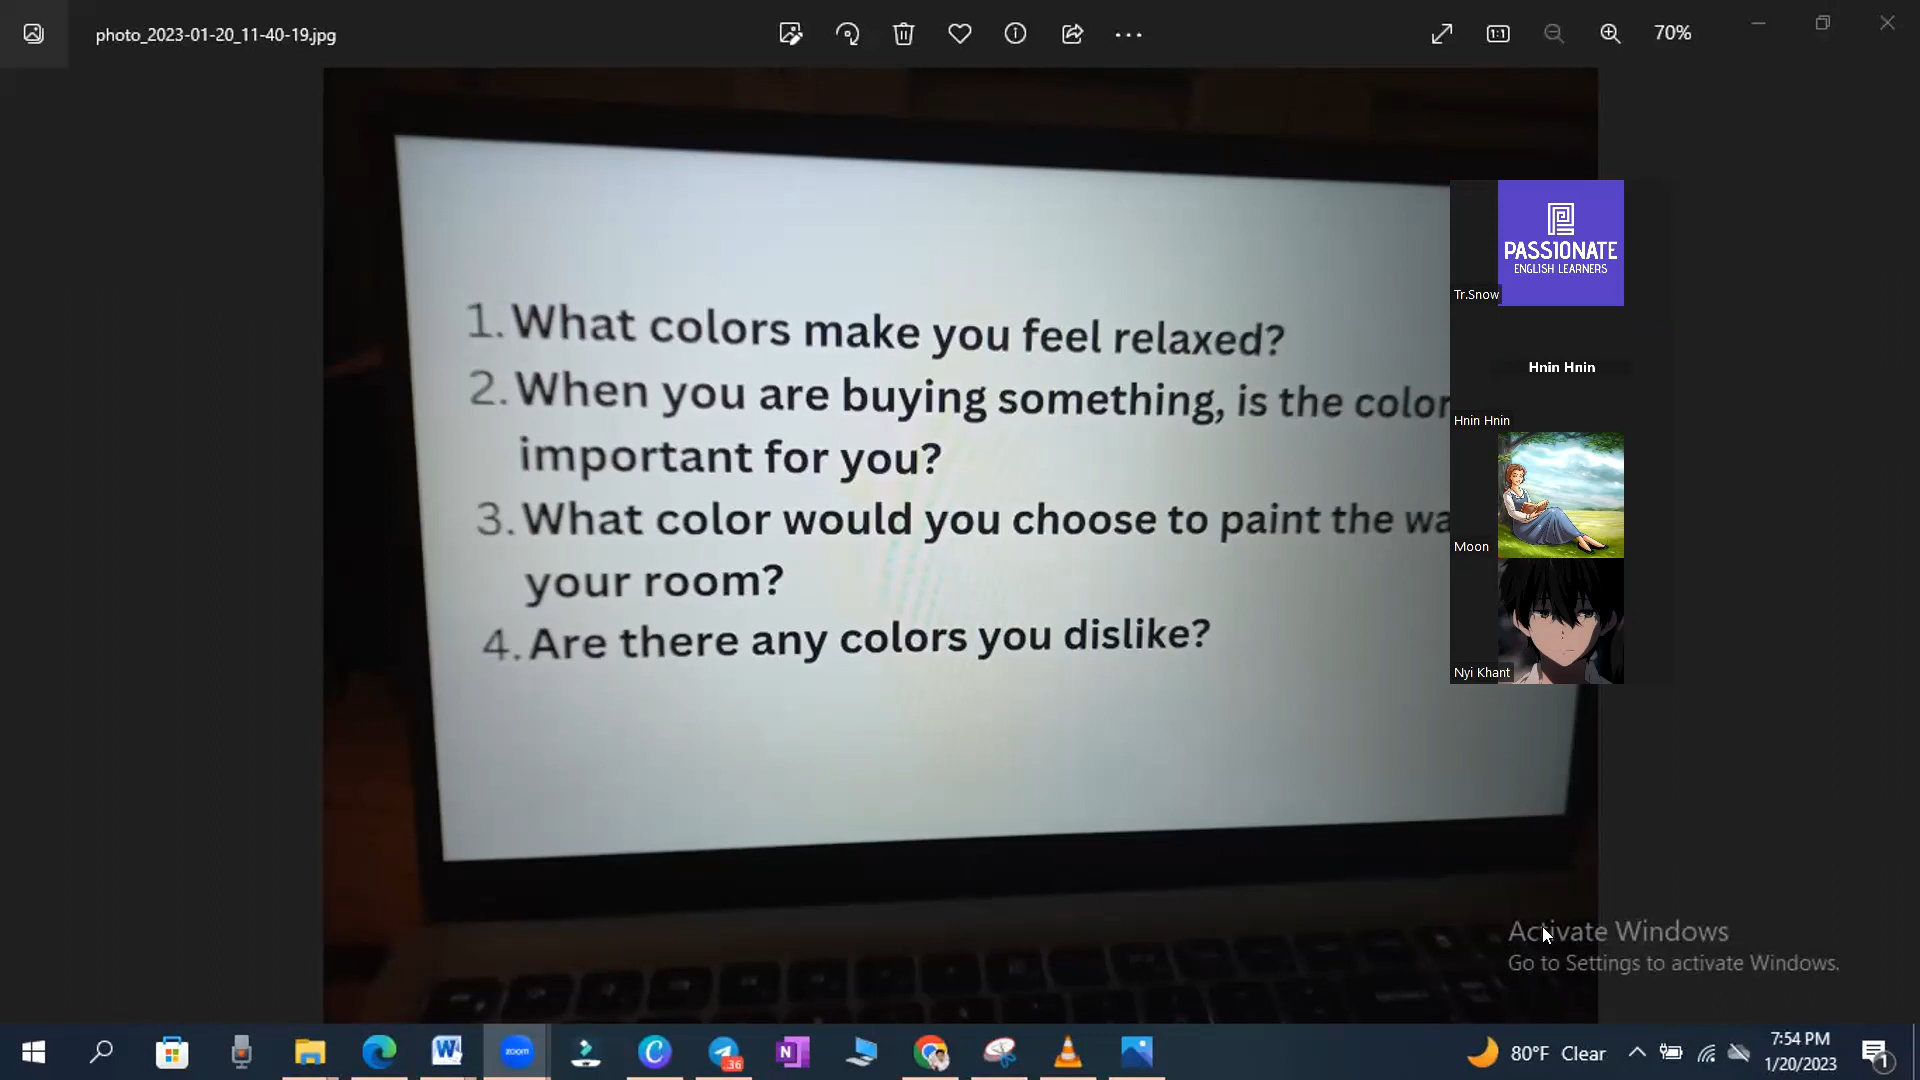 photo_2023-01-20_11-40-19.jpg
70%
1. What colors make you feel relaxed?
2. When you are buying something, is the color
important for you?
3. What color would you choose to paint the
your room?
4. Are there any colors you dislike?
PASSIONATE
ENGLISH LEARNERS
Tr.Snow
Hnin Hnin
Hnin Hnin
Moon
Nyi Khant
Activate Windows
Go to Settings to activate Windows.
zoom
36
80°F Clear
7:54 PM
1/20/2023
1